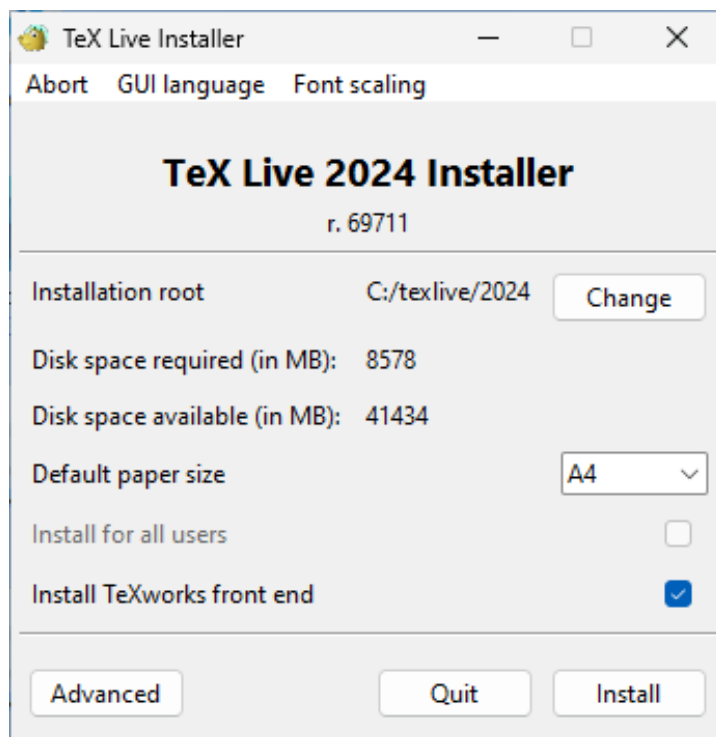 TeX Live Installer
Abort GUI language Font scaling
TeX Live 2024 Installer
r. 69711
Installation root C:/texlive/2024 Change
Disk space required (in MB): 8578
Disk space available (in MB): 41434
Default paper size A4
Install for all users
Install TeXworks front end
Advanced Quit Install